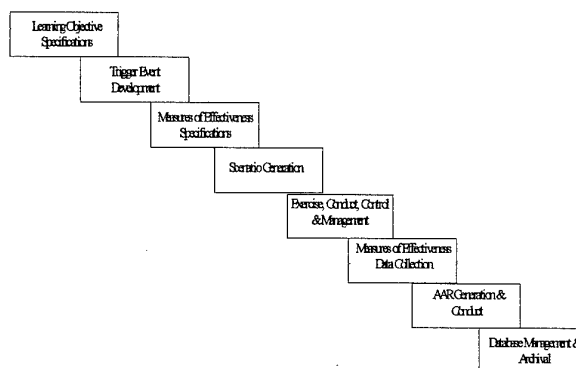 Learning Objective
Specifications
Trigger Event
Development
Measures of Effectiveness
Specifications
Scenario Generation
Exercise, Conduct, Control
& Management
Measures of Effectiveness
Data Collection
AAR Generation &
Conduct
Database Management &
Archival